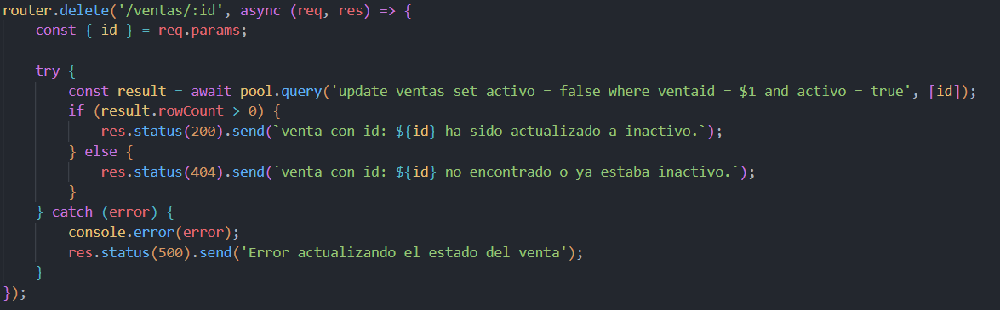 router.delete('/ventas/:id', async (req, res) => {
    const { id } = req.params;

    try {
        const result = await pool.query('update ventas set activo = false where ventaid = $1 and activo = true', [id]);
        if (result.rowCount > 0) {
            res.status(200).send(`venta con id: ${id} ha sido actualizado a inactivo.`);
        } else {
            res.status(404).send(`venta con id: ${id} no encontrado o ya estaba inactivo.`);
        }
    } catch (error) {
        console.error(error);
        res.status(500).send('Error actualizando el estado del venta');
    }
});